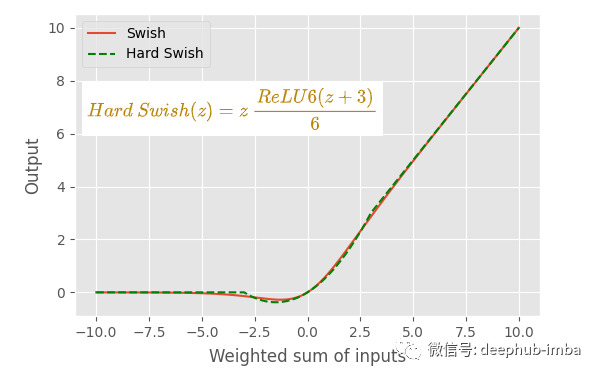 Swish
Hard Swish
Hard Swish(z) = z ReLU6(z + 3) / 6
Output
10
8
6
4
2
0
−10.0 −7.5 −5.0 −2.5 0.0 2.5 5.0 7.5 10.0
Weighted sum of inputs
微信号: deephub-imba